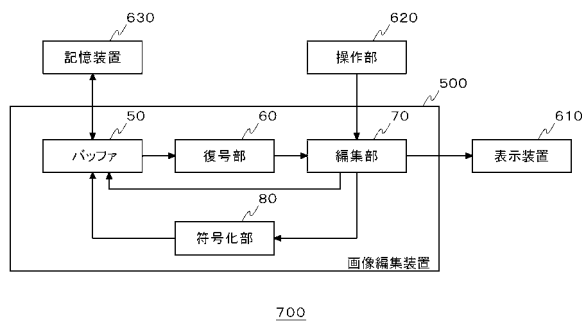 630
620
記憶装置
操作部
500
50
60
70
610
バッファ
復号部
編集部
表示装置
80
符号化部
画像編集装置
700